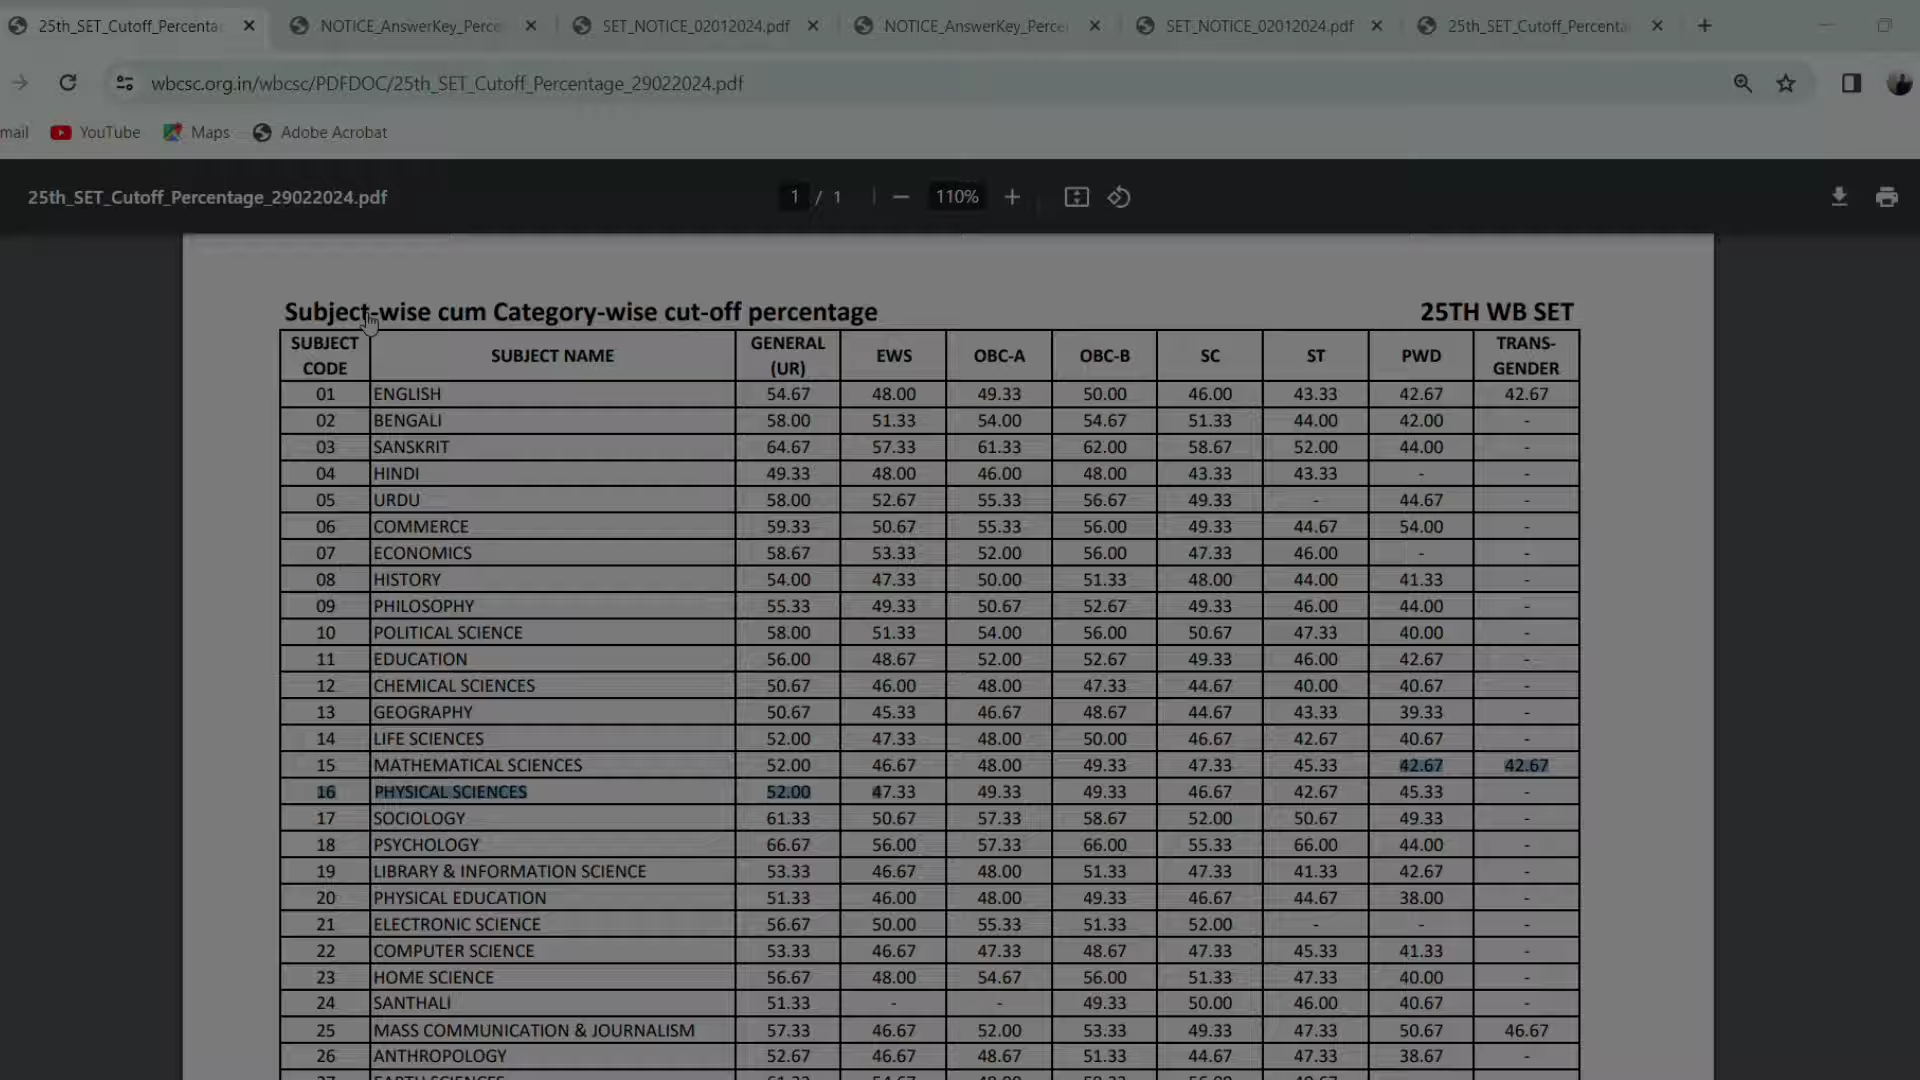 25th_SET_Cutoff_Percenta NOTICE_AnswerKey_Perce SET_NOTICE_02012024.pdf NOTICE_AnswerKey_Perce SET_NOTICE_02012024.pdf 25th_SET_Cutoff_Percenta
wbcsc.org.in/wbcsc/PDFDOC/25th_SET_Cutoff_Percentage_29022024.pdf
mail YouTube Maps Adobe Acrobat
25th_SET_Cutoff_Percentage_29022024.pdf 1 / 1 110%
Subject-wise cum Category-wise cut-off percentage 25TH WB SET
SUBJECT CODE SUBJECT NAME GENERAL (UR) EWS OBC-A OBC-B SC ST PWD TRANS-GENDER
01 ENGLISH 54.67 48.00 49.33 50.00 46.00 43.33 42.67 42.67
02 BENGALI 58.00 51.33 54.00 54.67 51.33 44.00 42.00 -
03 SANSKRIT 64.67 57.33 61.33 62.00 58.67 52.00 44.00 -
04 HINDI 49.33 48.00 46.00 48.00 43.33 43.33 - -
05 URDU 58.00 52.67 55.33 56.67 49.33 - 44.67 -
06 COMMERCE 59.33 50.67 55.33 56.00 49.33 44.67 54.00 -
07 ECONOMICS 58.67 53.33 52.00 56.00 47.33 46.00 - -
08 HISTORY 54.00 47.33 50.00 51.33 48.00 44.00 41.33 -
09 PHILOSOPHY 55.33 49.33 50.67 52.67 49.33 46.00 44.00 -
10 POLITICAL SCIENCE 58.00 51.33 54.00 56.00 50.67 47.33 40.00 -
11 EDUCATION 56.00 48.67 52.00 52.67 49.33 46.00 42.67 -
12 CHEMICAL SCIENCES 50.67 46.00 48.00 47.33 44.67 40.00 40.67 -
13 GEOGRAPHY 50.67 45.33 46.67 48.67 44.67 43.33 39.33 -
14 LIFE SCIENCES 52.00 47.33 48.00 50.00 46.67 42.67 40.67 -
15 MATHEMATICAL SCIENCES 52.00 46.67 48.00 49.33 47.33 45.33 42.67 42.67
16 PHYSICAL SCIENCES 52.00 47.33 49.33 49.33 46.67 42.67 45.33 -
17 SOCIOLOGY 61.33 50.67 57.33 58.67 52.00 50.67 49.33 -
18 PSYCHOLOGY 66.67 56.00 57.33 66.00 55.33 66.00 44.00 -
19 LIBRARY & INFORMATION SCIENCE 53.33 46.67 48.00 51.33 47.33 41.33 42.67 -
20 PHYSICAL EDUCATION 51.33 46.00 48.00 49.33 46.67 44.67 38.00 -
21 ELECTRONIC SCIENCE 56.67 50.00 55.33 51.33 52.00 - - -
22 COMPUTER SCIENCE 53.33 46.67 47.33 48.67 47.33 45.33 41.33 -
23 HOME SCIENCE 56.67 48.00 54.67 56.00 51.33 47.33 40.00 -
24 SANTHALI 51.33 - - 49.33 50.00 46.00 40.67 -
25 MASS COMMUNICATION & JOURNALISM 57.33 46.67 52.00 53.33 49.33 47.33 50.67 46.67
26 ANTHROPOLOGY 52.67 46.67 48.67 51.33 44.67 47.33 38.67 -